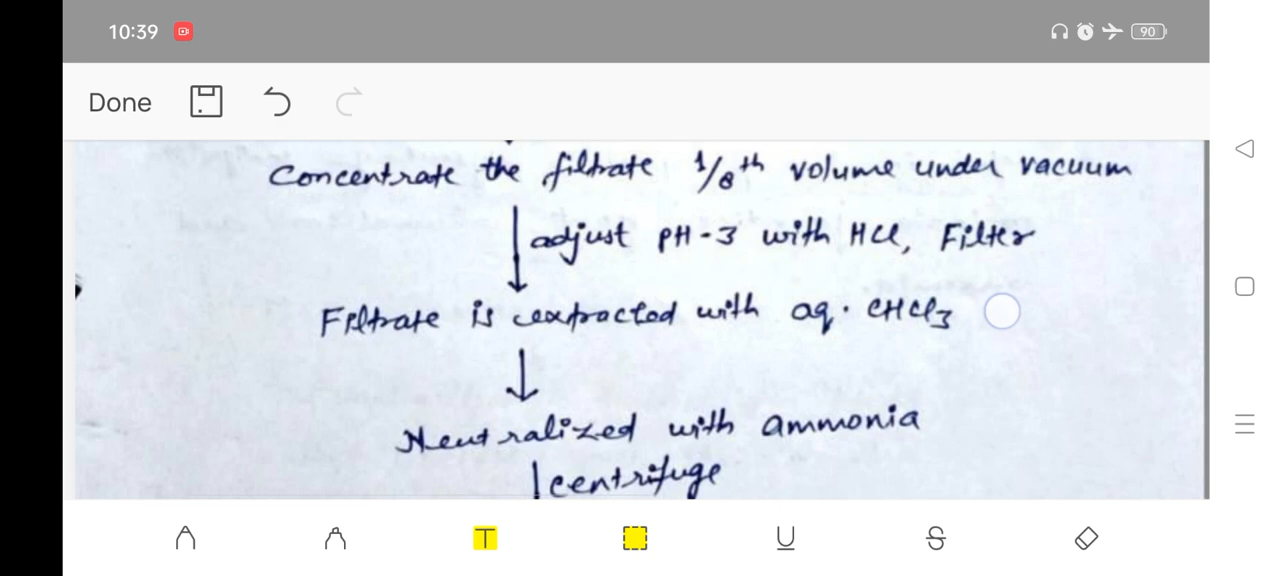 10:39
90
Done
Concentrate the filtrate 1/8th volume under vacuum
adjust PH-3 with HCl, Filter
Filtrate is extracted with aq. CHCl3
Neutralized with ammonia
centrifuge
T
U
S